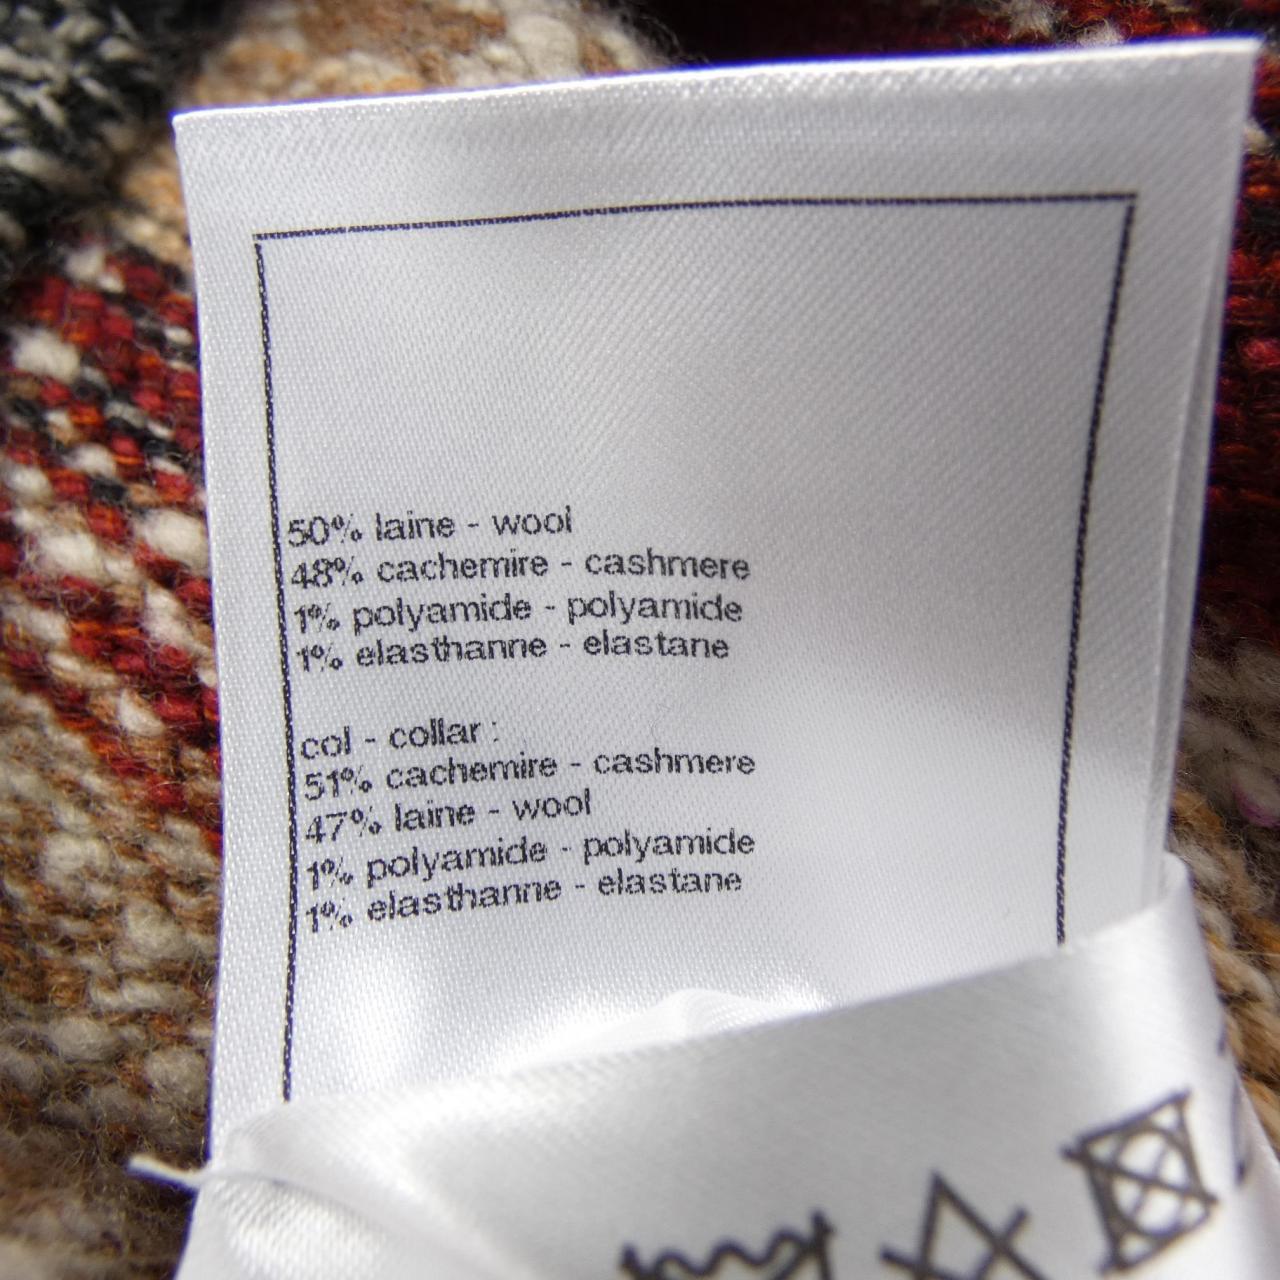 50% laine - wool
48% cachemire - cashmere
1% polyamide - polyamide
1% elasthanne - elastane
col - collar :
51% cachemire - cashmere
47% laine - wool
1% polyamide - polyamide
1% elasthanne - elastane